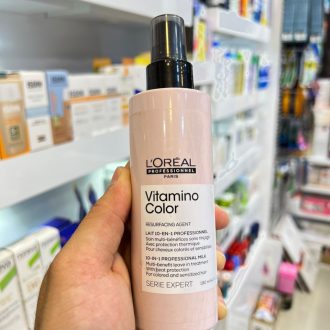 L'ORÉAL
PROFESSIONNEL
PARIS
Vitamino
Color
RESURFACING AGENT
LAIT 10-EN-1 PROFESSIONNEL
Soin multi-bénéfices sans rinçage
Avec protection thermique
Pour cheveux colorés et sensibilisés
10-IN-1 PROFESSIONAL MILK
Multi-benefit leave in treatment
With heat protection
For colored and sensitized hair
SERIE EXPERT